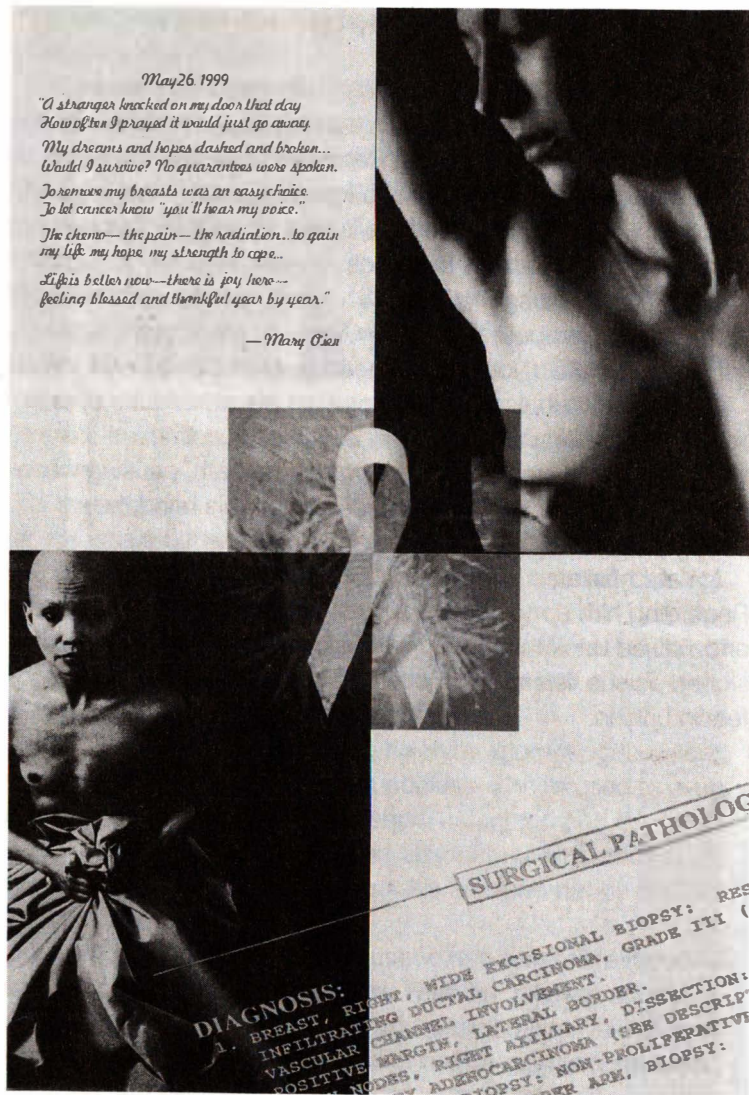 May 26. 1999
"A stranger knocked on my door that day
How often I prayed it would just go away.
My dreams and hopes dashed and broken...
Would I survive? No guarantees were spoken.
To remove my breasts was an easy choice.
To let cancer know "you'll hear my voice."
The chemo— the pain— the radiation.. to gain
my life my hope my strength to cope...
Life is better now—there is joy here—
feeling blessed and thankful year by year."
— Mary
SURGICAL PATHOLOG
DIAGNOSIS:
1. BREAST, RIGHT, WIDE EXCISIONAL BIOPSY: RES
INFILTRATING DUCTAL CARCINOMA, GRADE III (
VASCULAR CHANNEL INVOLVEMENT.
POSITIVE MARGIN, LATERAL BORDER.
NODES, RIGHT AXILLARY, DISSECTION:
ADENOCARCINOMA (SEE DESCRIPT
BIOPSY: NON-PROLIFERATIVE
ARM, BIOPSY: